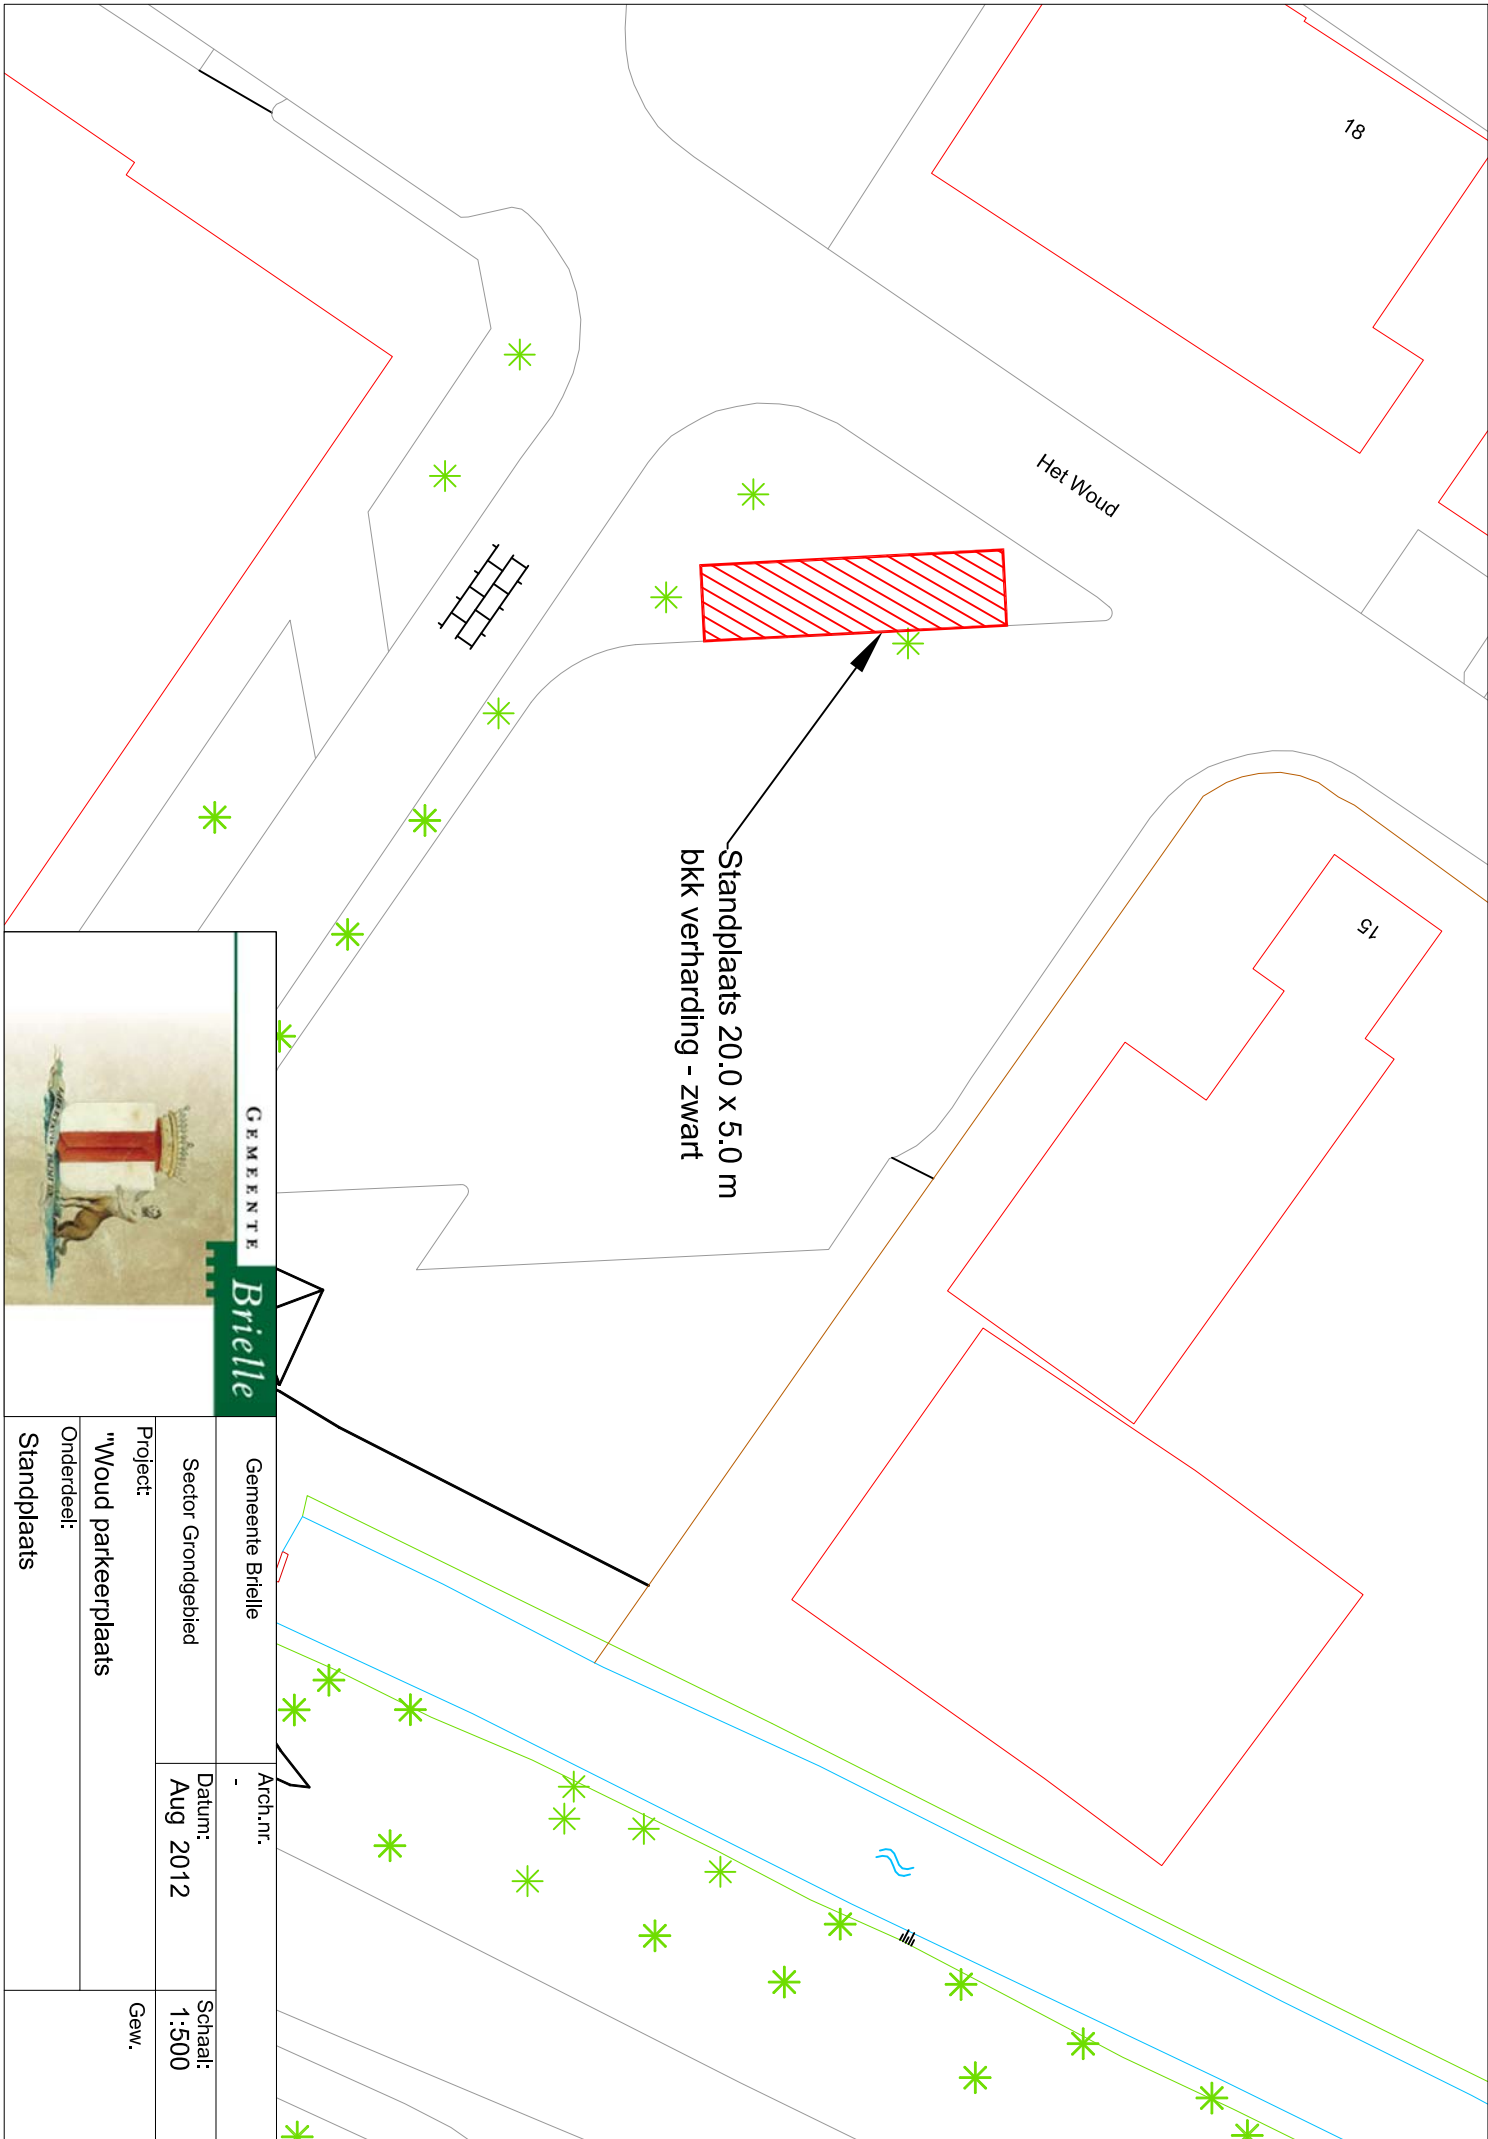 18
Het Woud
15
Standplaats 20.0 x 5.0 m
bkk verharding - zwart
GEMEENTE
Brielle
Gemeente Brielle
Arch.nr.
-
Sector Grondgebied
Datum:
Aug 2012
Schaal:
1:500
Project:
"Woud parkeerplaats
Gew.
Onderdeel:
Standplaats